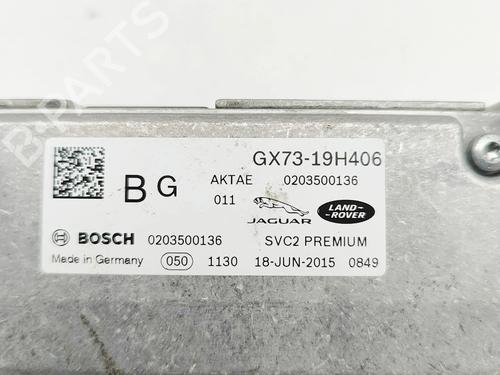 B-PARTS
GX73-19H406
B G AKTAE 0203500136
011 JAGUAR LAND-ROVER
BOSCH 0203500136 SVC2 PREMIUM
Made in Germany 050 1130 18-JUN-2015 0849